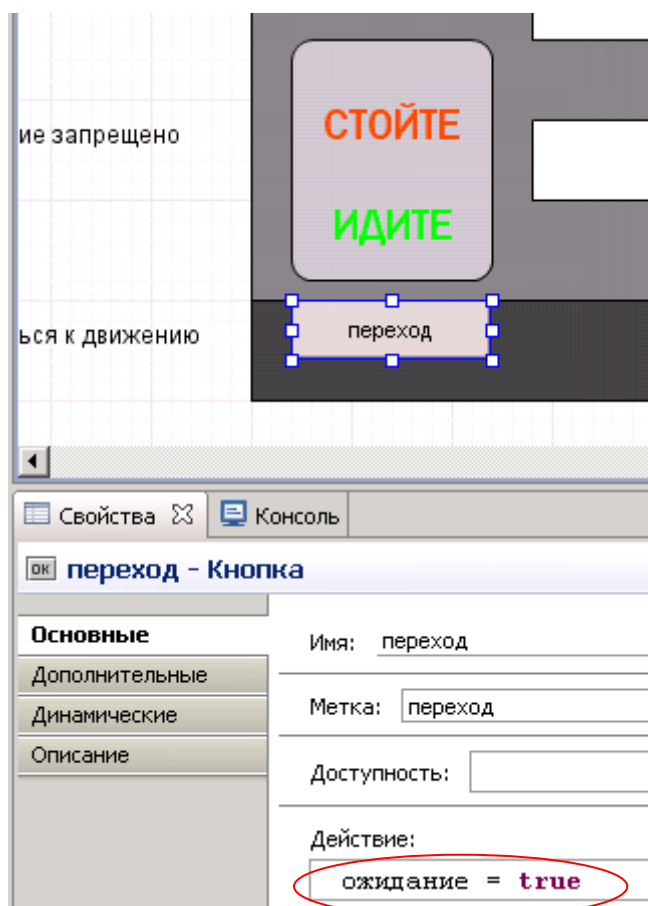 СТОЙТЕ
ие запрещено
ИДИТЕ
ься к движению
переход
Свойства
Консоль
ок переход - Кнопка
Основные
Дополнительные
Динамические
Описание
Имя: переход
Метка: переход
Доступность:
Действие:
ожидание = true